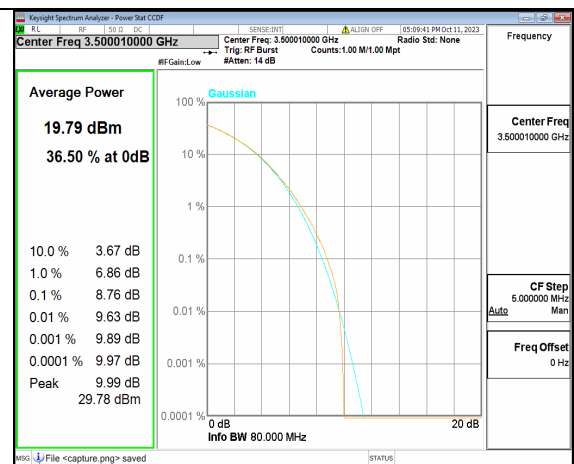 Keysight Spectrum Analyzer - Power Stat CCDF
LXI RL RF 50 Ω DC SENSE:INT ALIGN OFF 05:09:41 PM Oct 11, 2023
Center Freq 3.500010000 GHz
Center Freq: 3.500010000 GHz Radio Std: None
Trig: RF Burst Counts:1.00 M/1.00 Mpt
#IFGain:Low #Atten: 14 dB
Frequency
Average Power
19.79 dBm
36.50 % at 0dB
10.0 % 3.67 dB
1.0 % 6.86 dB
0.1 % 8.76 dB
0.01 % 9.63 dB
0.001 % 9.89 dB
0.0001 % 9.97 dB
Peak 9.99 dB
29.78 dBm
Gaussian
100 %
10 %
1 %
0.1 %
0.01 %
0.001 %
0.0001 %
0 dB 20 dB
Info BW 80.000 MHz
Center Freq
3.500010000 GHz
CF Step
5.000000 MHz
Auto Man
Freq Offset
0 Hz
MSG File <capture.png> saved STATUS